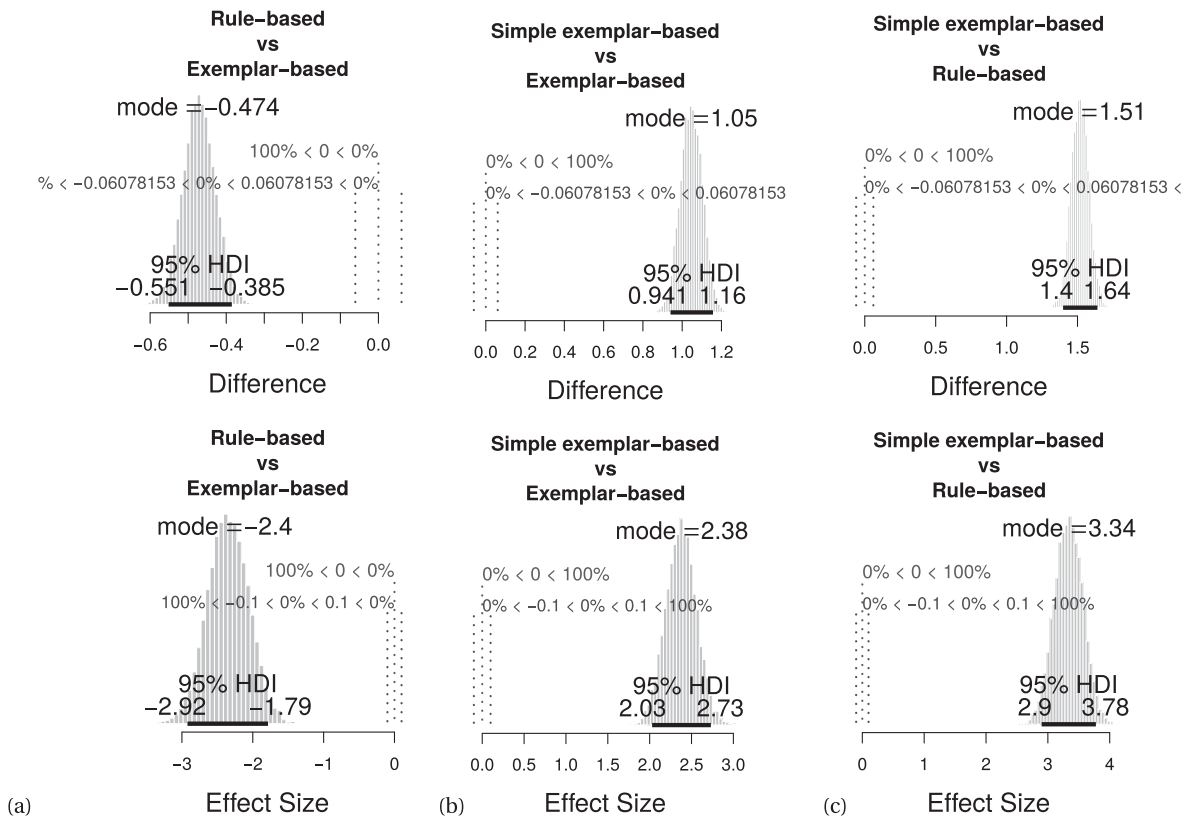 Rule−based
vs
Exemplar−based
mode = −0.474
100% < 0 < 0%
% < −0.06078153 < 0% < 0.06078153 < 0%
95% HDI
−0.551 −0.385
−0.6 −0.4 −0.2 0.0
Difference
Simple exemplar−based
vs
Exemplar−based
mode = 1.05
0% < 0 < 100%
0% < −0.06078153 < 0% < 0.06078153 < 100%
95% HDI
0.941 1.16
0.0 0.2 0.4 0.6 0.8 1.0 1.2
Difference
Simple exemplar−based
vs
Rule−based
mode = 1.51
0% < 0 < 100%
0% < −0.06078153 < 0% < 0.06078153 <
95% HDI
1.4 1.64
0.0 0.5 1.0 1.5
Difference
Rule−based
vs
Exemplar−based
mode = −2.4
100% < 0 < 0%
100% < −0.1 < 0% < 0.1 < 0%
95% HDI
−2.92 −1.79
−3 −2 −1 0
Effect Size
(a)
Simple exemplar−based
vs
Exemplar−based
mode = 2.38
0% < 0 < 100%
0% < −0.1 < 0% < 0.1 < 100%
95% HDI
2.03 2.73
0.0 0.5 1.0 1.5 2.0 2.5 3.0
Effect Size
(b)
Simple exemplar−based
vs
Rule−based
mode = 3.34
0% < 0 < 100%
0% < −0.1 < 0% < 0.1 < 100%
95% HDI
2.9 3.78
0 1 2 3 4
Effect Size
(c)